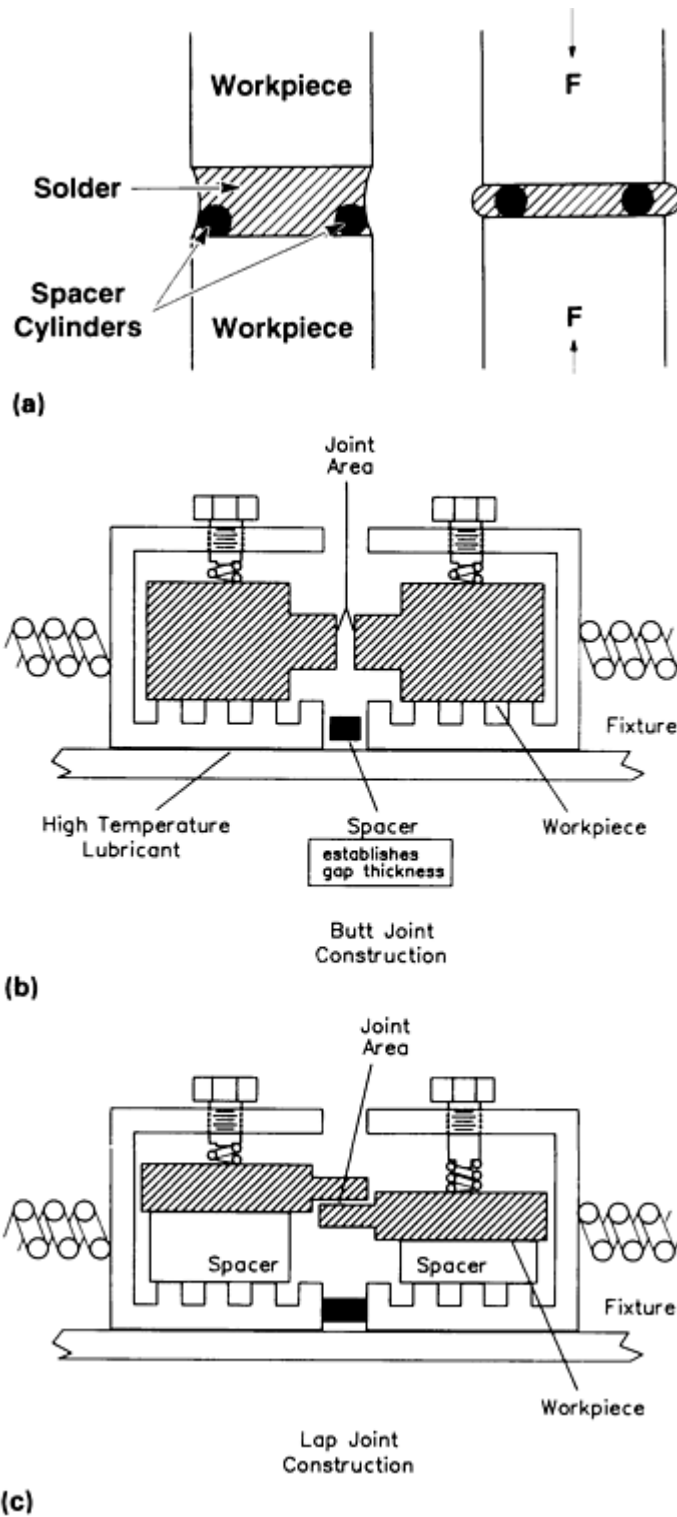 Workpiece
F
Solder
Spacer
Cylinders
Workpiece
F
(a)
Joint
Area
Fixture
High Temperature
Lubricant
Spacer
establishes
gap thickness
Workpiece
Butt Joint
Construction
(b)
Joint
Area
Spacer
Spacer
Fixture
Workpiece
Lap Joint
Construction
(c)